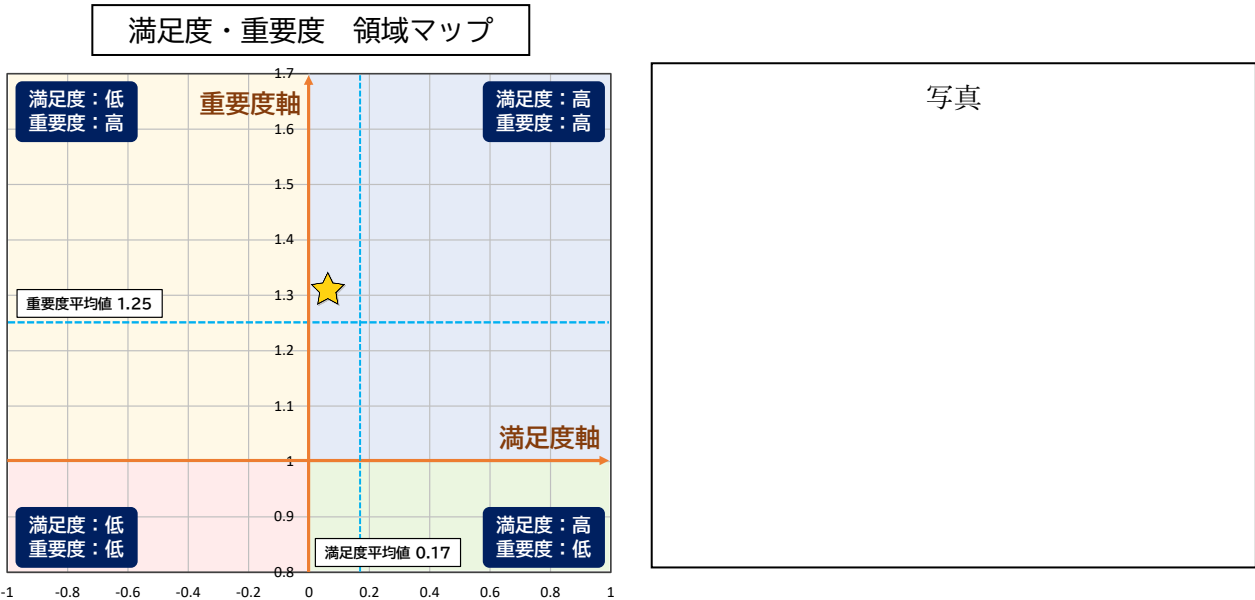 満足度・重要度　領域マップ
写真
満足度：低
重要度：高
重要度軸
満足度：高
重要度：高
1.7
1.6
1.5
1.4
1.3
1.2
1.1
1
0.9
0.8
重要度平均値 1.25
満足度軸
満足度：低
重要度：低
満足度平均値 0.17
満足度：高
重要度：低
-1 -0.8 -0.6 -0.4 -0.2 0 0.2 0.4 0.6 0.8 1